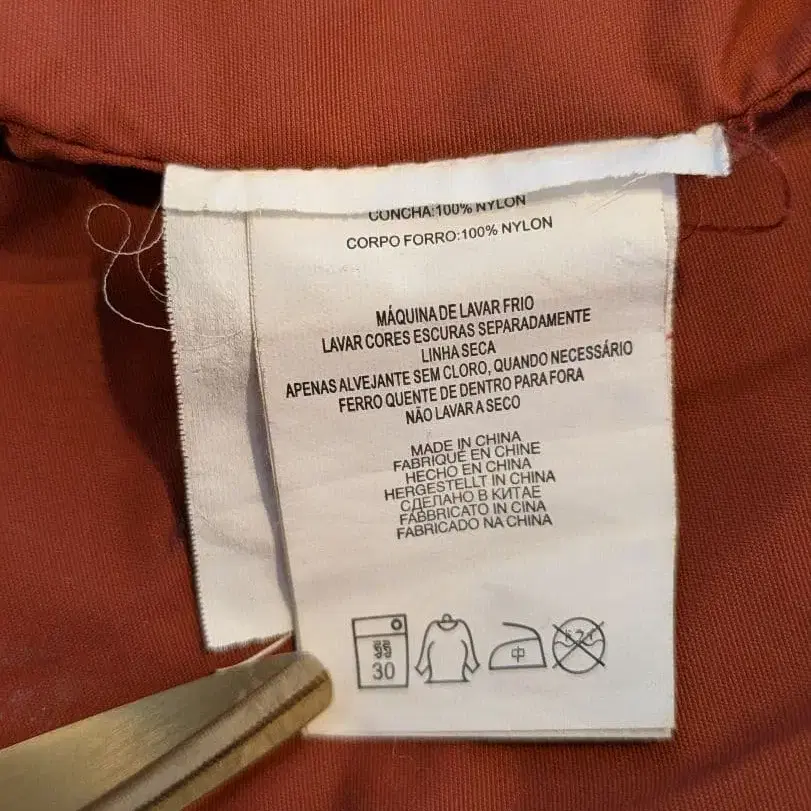 CONCHA:100% NYLON
CORPO FORRO:100% NYLON
MÁQUINA DE LAVAR FRIO
LAVAR CORES ESCURAS SEPARADAMENTE
LINHA SECA
APENAS ALVEJANTE SEM CLORO, QUANDO NECESSÁRIO
FERRO QUENTE DE DENTRO PARA FORA
NÃO LAVAR A SECO
MADE IN CHINA
FABRIQUÉ EN CHINE
HECHO EN CHINA
HERGESTELLT IN CHINA
СДЕЛАНО В КИТАЕ
FABBRICATO IN CINA
FABRICADO NA CHINA
30
中